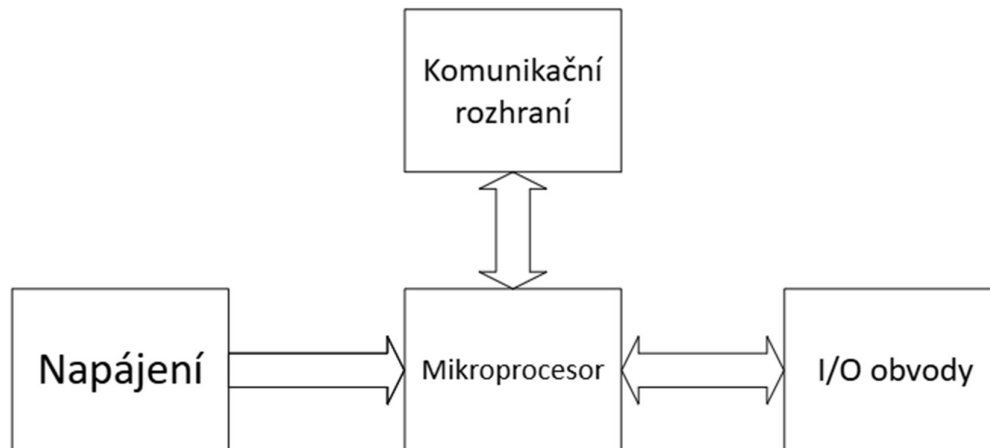 Komunikační
rozhraní
Napájení
Mikroprocesor
I/O obvody